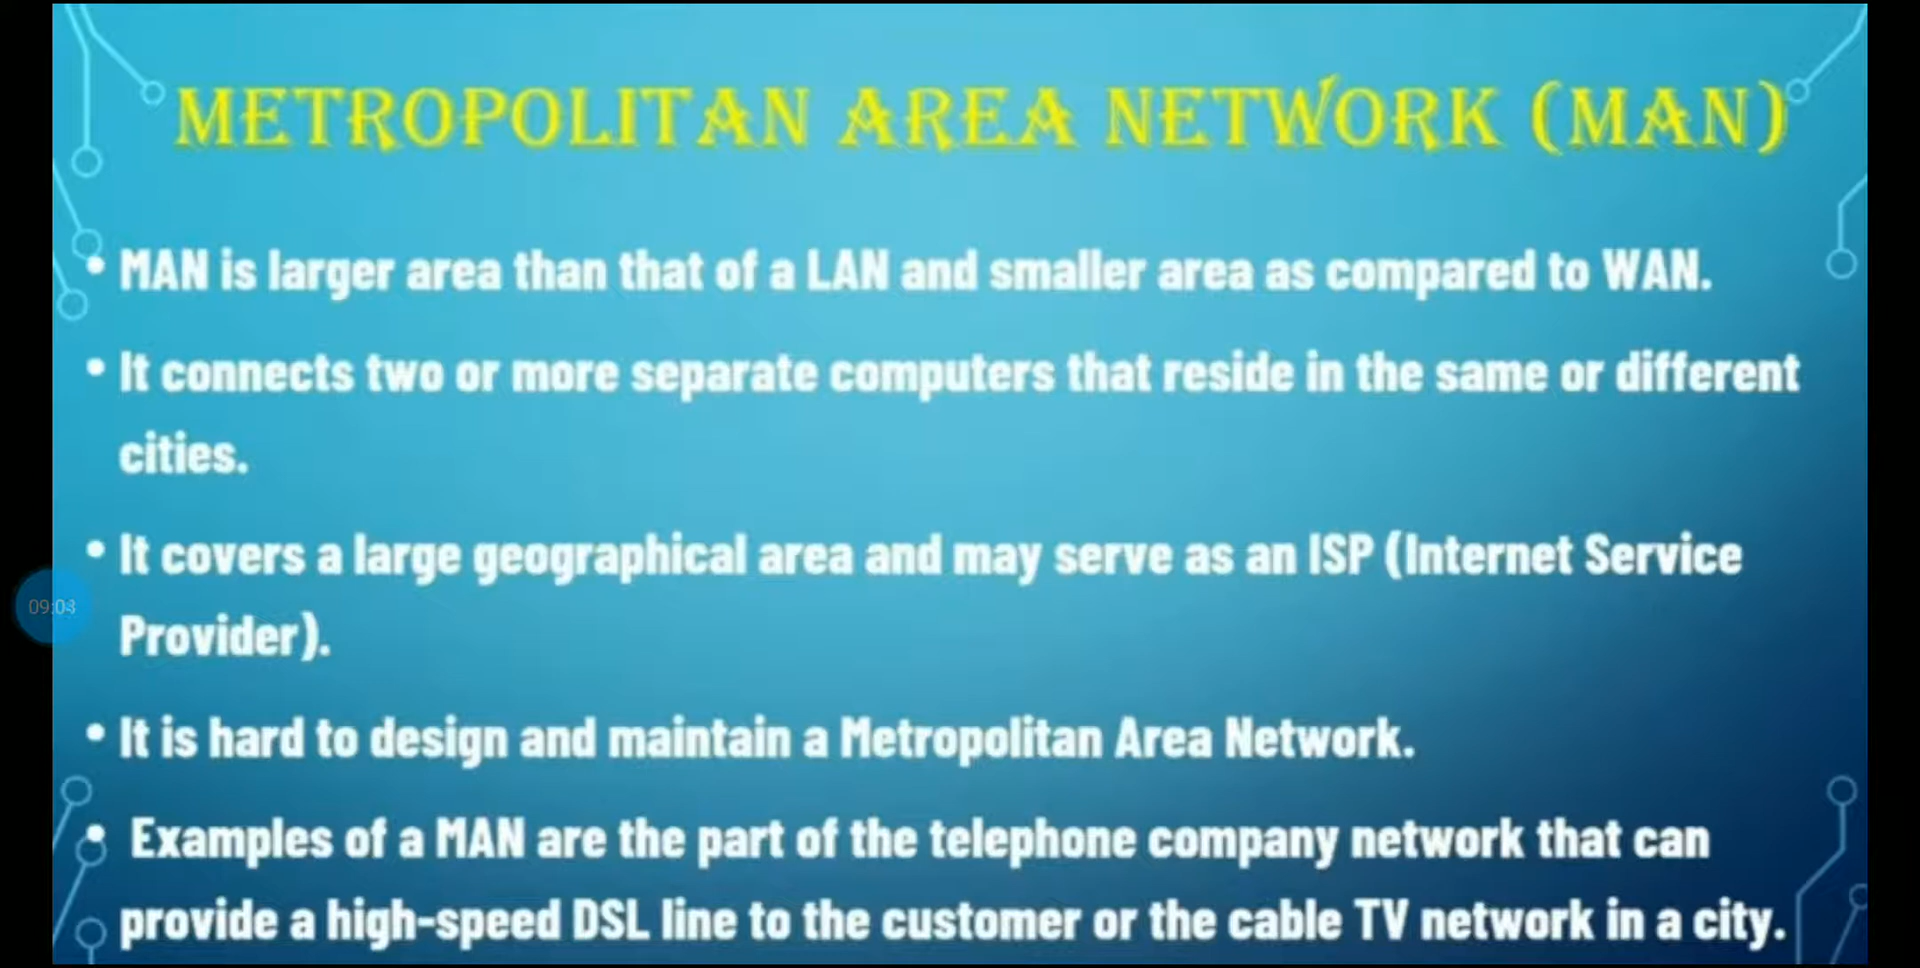 METROPOLITAN AREA NETWORK (MAN)
• MAN is larger area than that of a LAN and smaller area as compared to WAN.
• It connects two or more separate computers that reside in the same or different
cities.
• It covers a large geographical area and may serve as an ISP (Internet Service
Provider).
• It is hard to design and maintain a Metropolitan Area Network.
• Examples of a MAN are the part of the telephone company network that can
provide a high-speed DSL line to the customer or the cable TV network in a city.